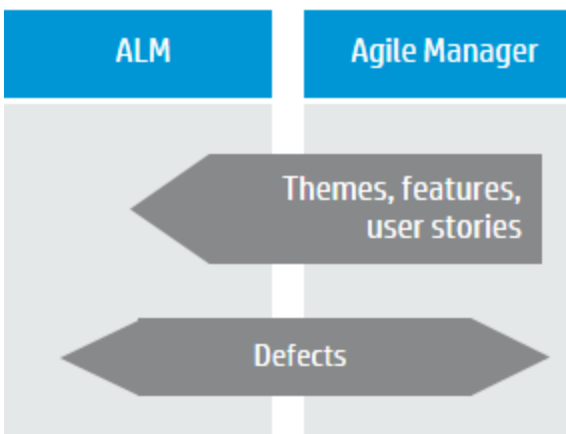 ALM
Agile Manager
Themes, features,
user stories
Defects